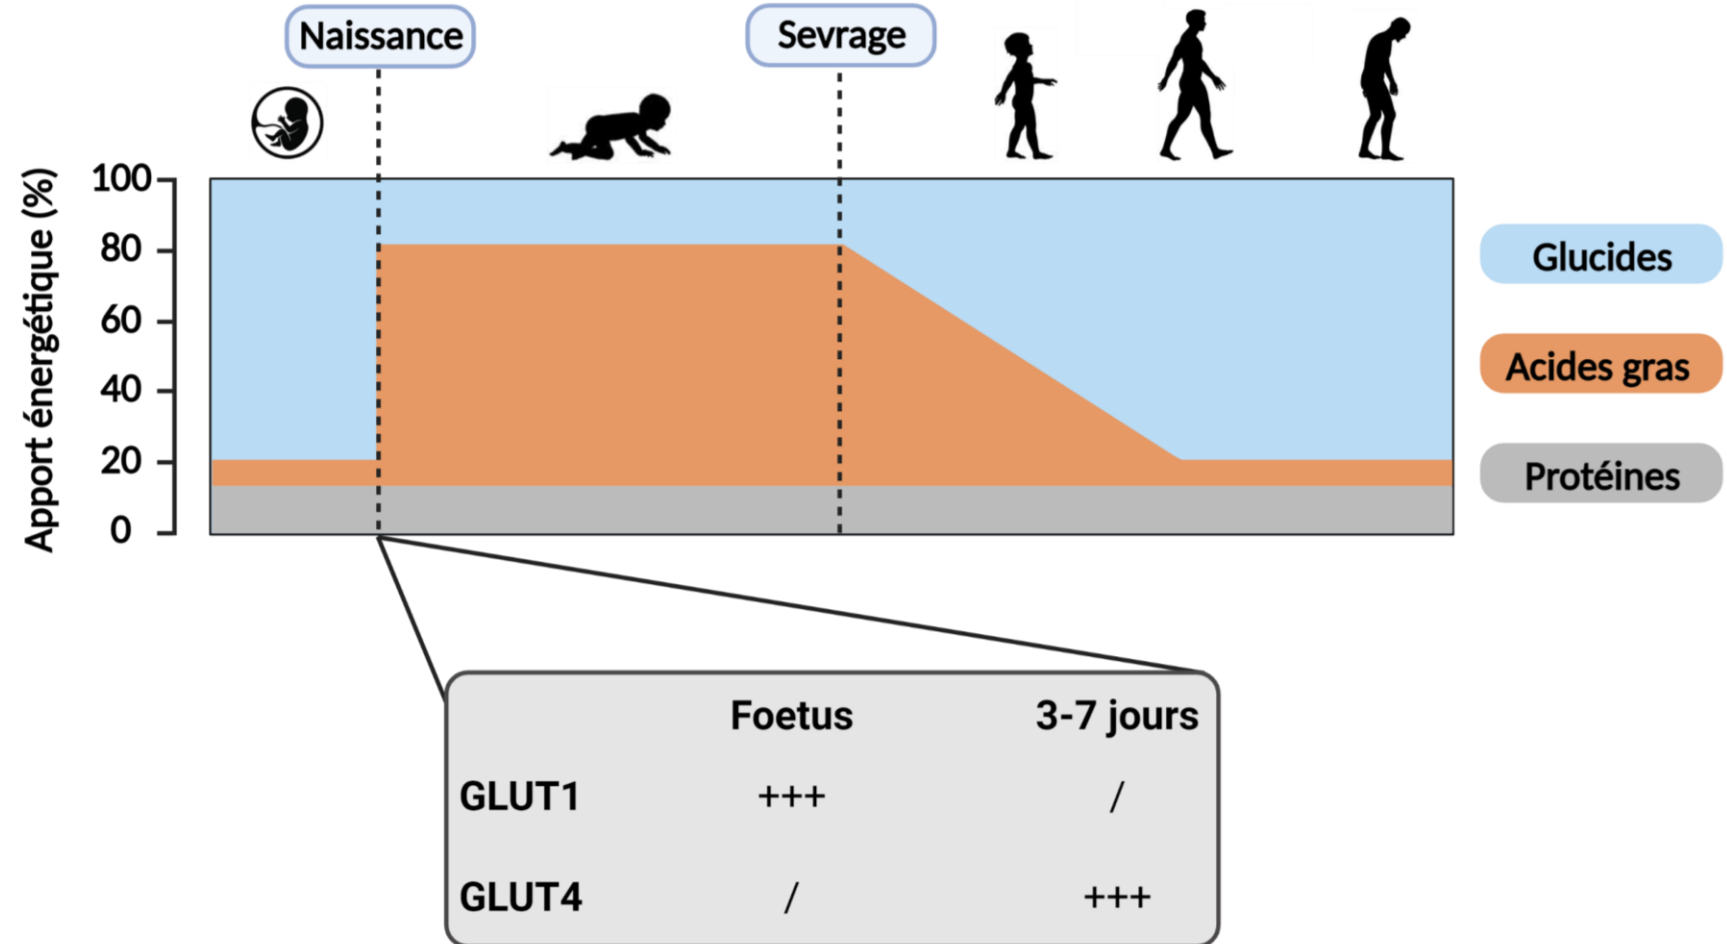 Naissance
Sevrage
Apport énergétique (%)
100
80
60
40
20
0
Glucides
Acides gras
Protéines
Foetus 3-7 jours
GLUT1 +++ /
GLUT4 / +++